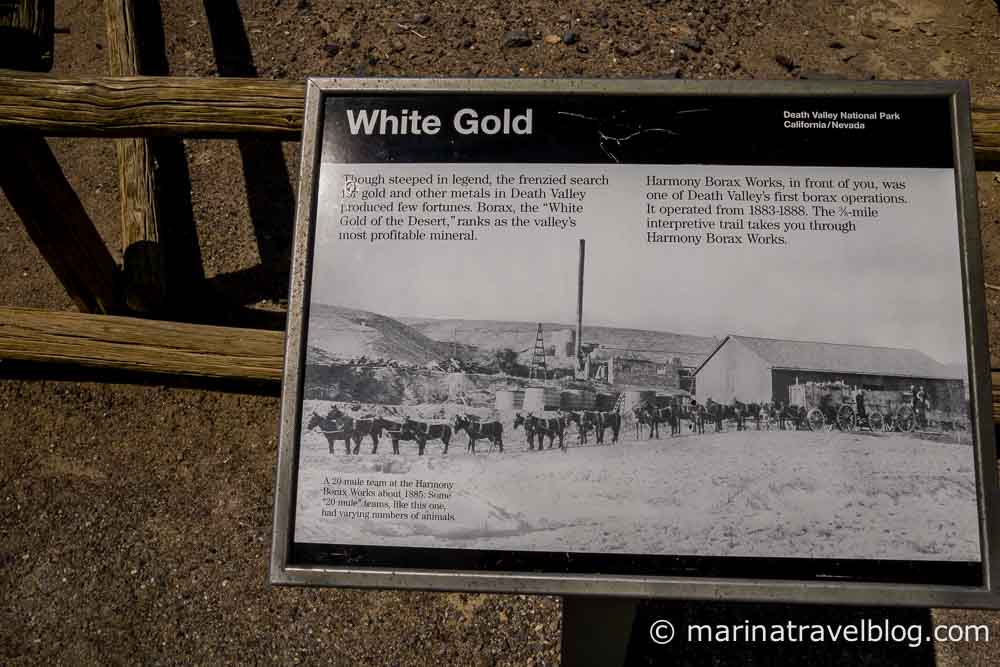 White Gold
Death Valley National Park
California/Nevada
Though steeped in legend, the frenzied search
for gold and other metals in Death Valley
produced few fortunes. Borax, the “White
Gold of the Desert,” ranks as the valley’s
most profitable mineral.
Harmony Borax Works, in front of you, was
one of Death Valley’s first borax operations.
It operated from 1883-1888. The ⅖-mile
interpretive trail takes you through
Harmony Borax Works.
A 20 mule team at the Harmony
Borax Works about 1885. Some
“20 mule” teams, like this one,
had varying numbers of animals.
© marinatravelblog.com